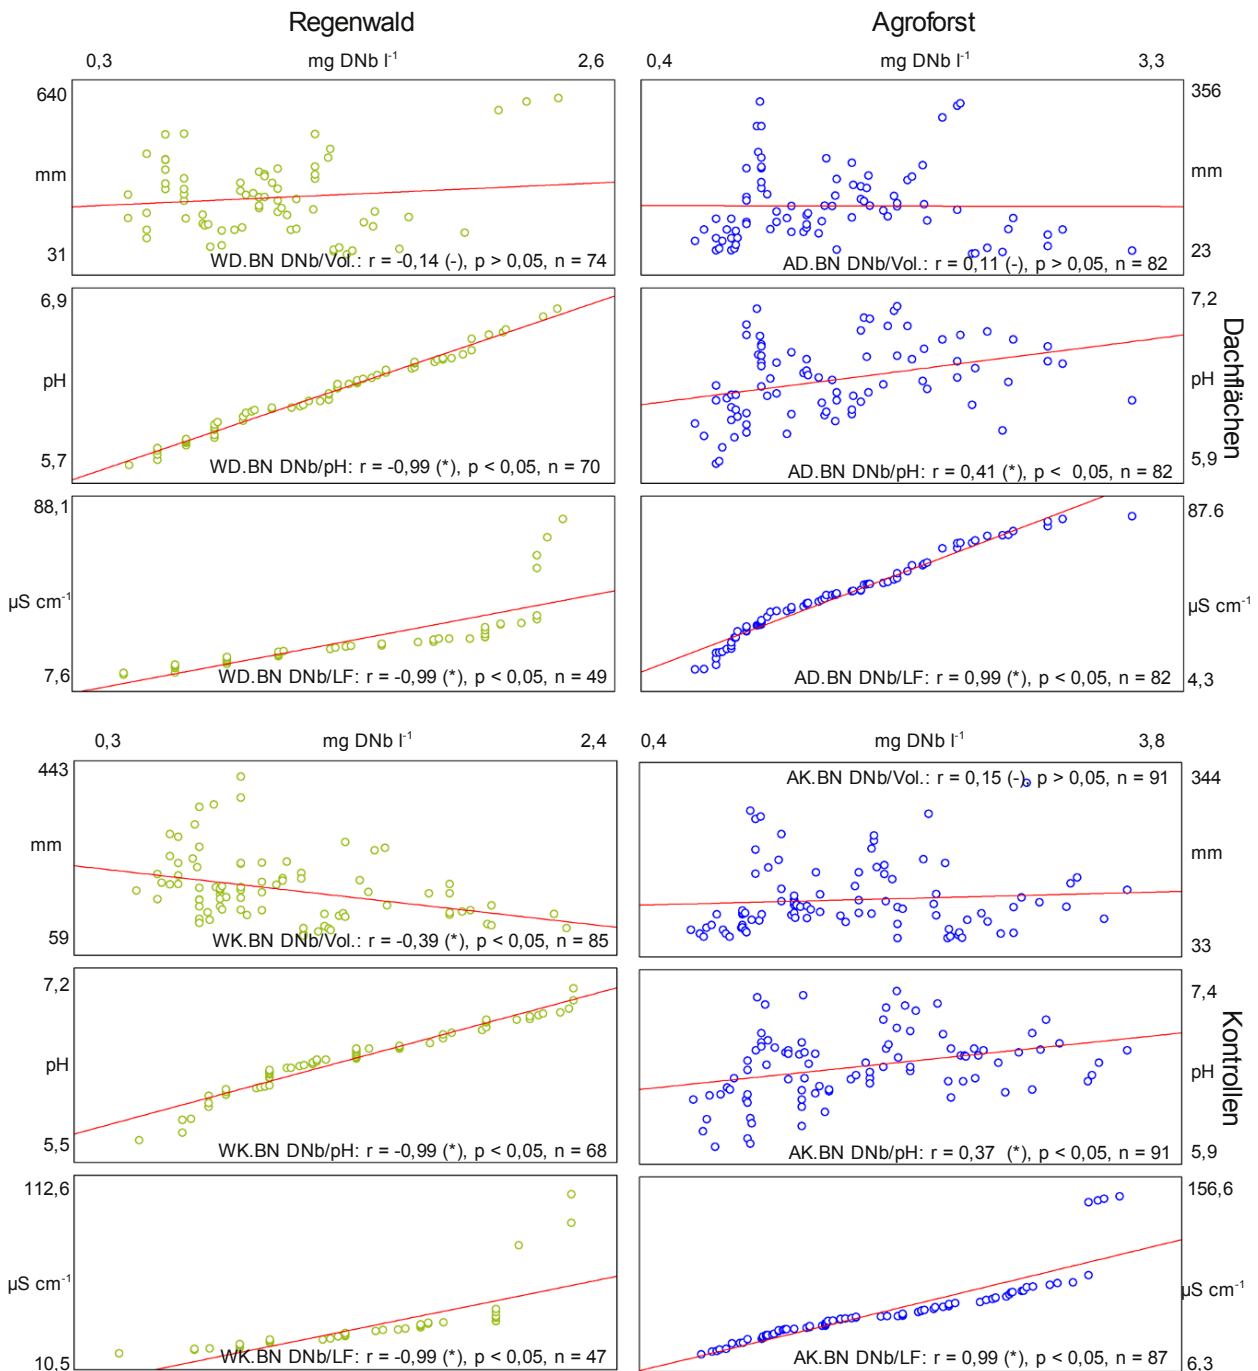 Regenwald
Agroforst
0,3 mg DNb l⁻¹ 2,6
0,4 mg DNb l⁻¹ 3,3
640
mm
31
WD.BN DNb/Vol.: r = -0,14 (-), p > 0,05, n = 74
356
mm
23
AD.BN DNb/Vol.: r = 0,11 (-), p > 0,05, n = 82
6,9
pH
5,7
WD.BN DNb/pH: r = -0,99 (*), p < 0,05, n = 70
7,2
pH
5,9
AD.BN DNb/pH: r = 0,41 (*), p < 0,05, n = 82
Dachflächen
88,1
µS cm⁻¹
7,6
WD.BN DNb/LF: r = -0,99 (*), p < 0,05, n = 49
87.6
µS cm⁻¹
4,3
AD.BN DNb/LF: r = 0,99 (*), p < 0,05, n = 82
0,3 mg DNb l⁻¹ 2,4
0,4 mg DNb l⁻¹ 3,8
443
mm
59
WK.BN DNb/Vol.: r = -0,39 (*), p < 0,05, n = 85
AK.BN DNb/Vol.: r = 0,15 (-), p > 0,05, n = 91
344
mm
33
7,2
pH
5,5
WK.BN DNb/pH: r = -0,99 (*), p < 0,05, n = 68
7,4
pH
5,9
AK.BN DNb/pH: r = 0,37 (*), p < 0,05, n = 91
Kontrollen
112,6
µS cm⁻¹
10,5
WK.BN DNb/LF: r = -0,99 (*), p < 0,05, n = 47
156,6
µS cm⁻¹
6,3
AK.BN DNb/LF: r = 0,99 (*), p < 0,05, n = 87